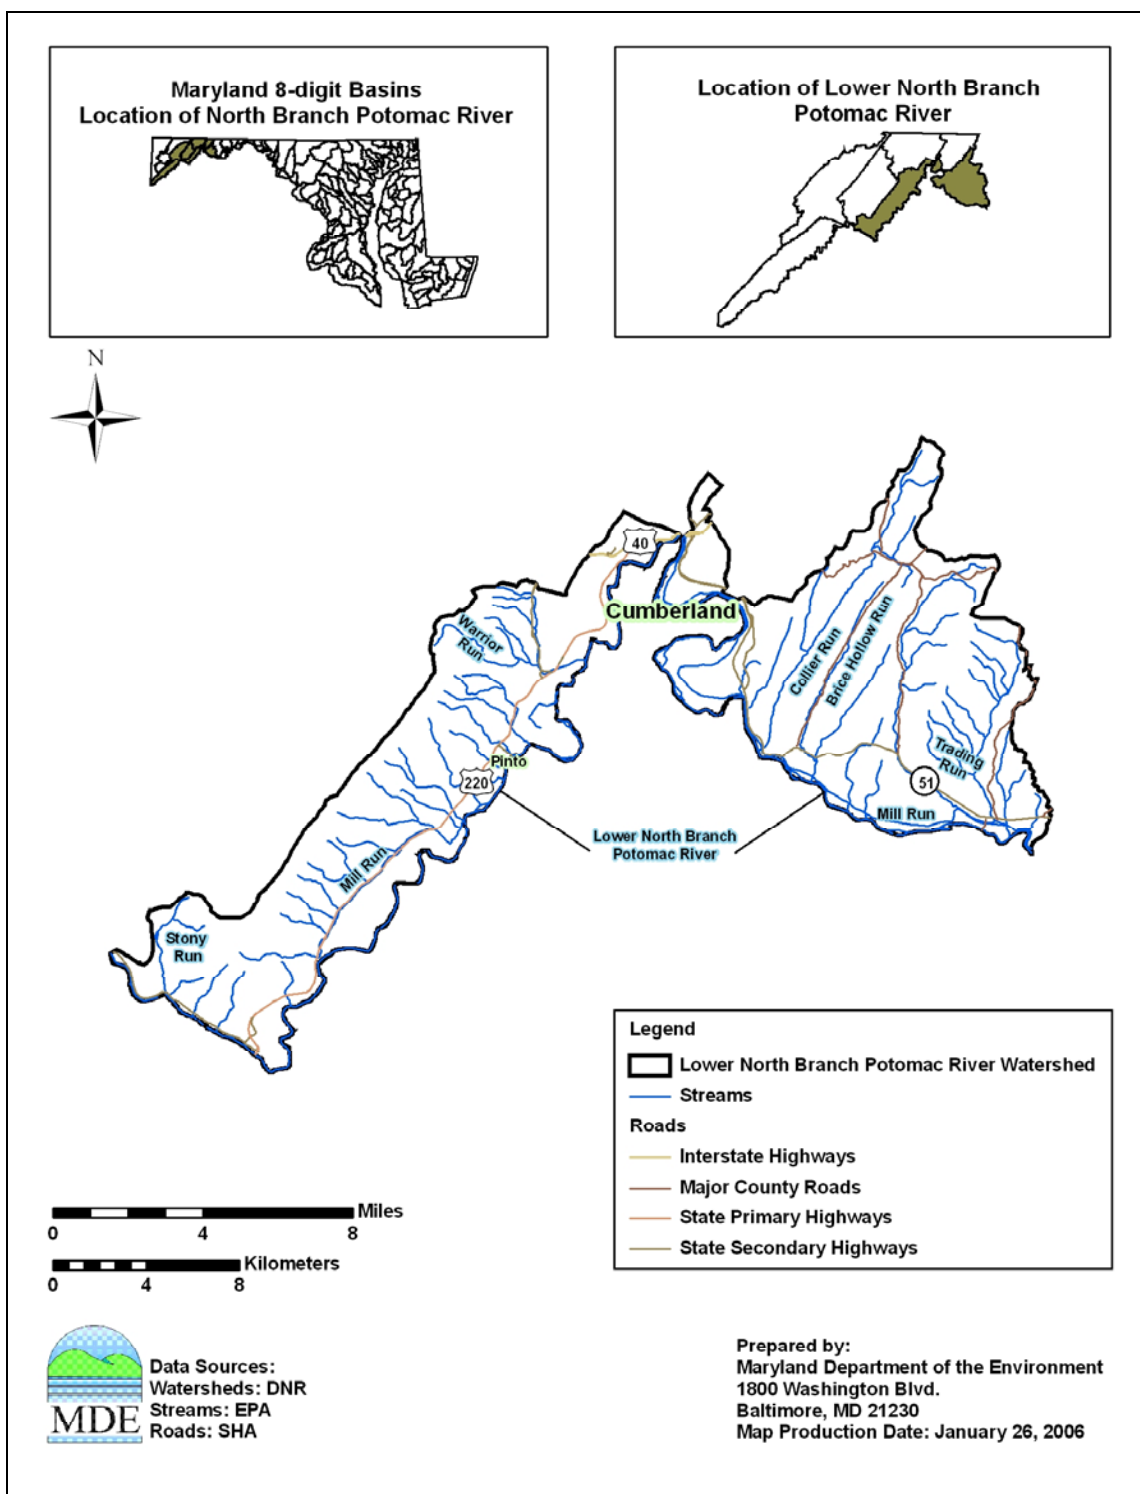 Maryland 8-digit Basins
Location of North Branch Potomac River
Location of Lower North Branch
Potomac River
N
40
Cumberland
Warrior
Run
Collier Run
Brice Hollow Run
Pinto
220
Trading
Run
51
Mill Run
Lower North Branch
Potomac River
Mill Run
Stony
Run
Legend
Lower North Branch Potomac River Watershed
Streams
Roads
Interstate Highways
Major County Roads
State Primary Highways
State Secondary Highways
Miles
0 4 8
Kilometers
0 4 8
MDE
Data Sources:
Watersheds: DNR
Streams: EPA
Roads: SHA
Prepared by:
Maryland Department of the Environment
1800 Washington Blvd.
Baltimore, MD 21230
Map Production Date: January 26, 2006